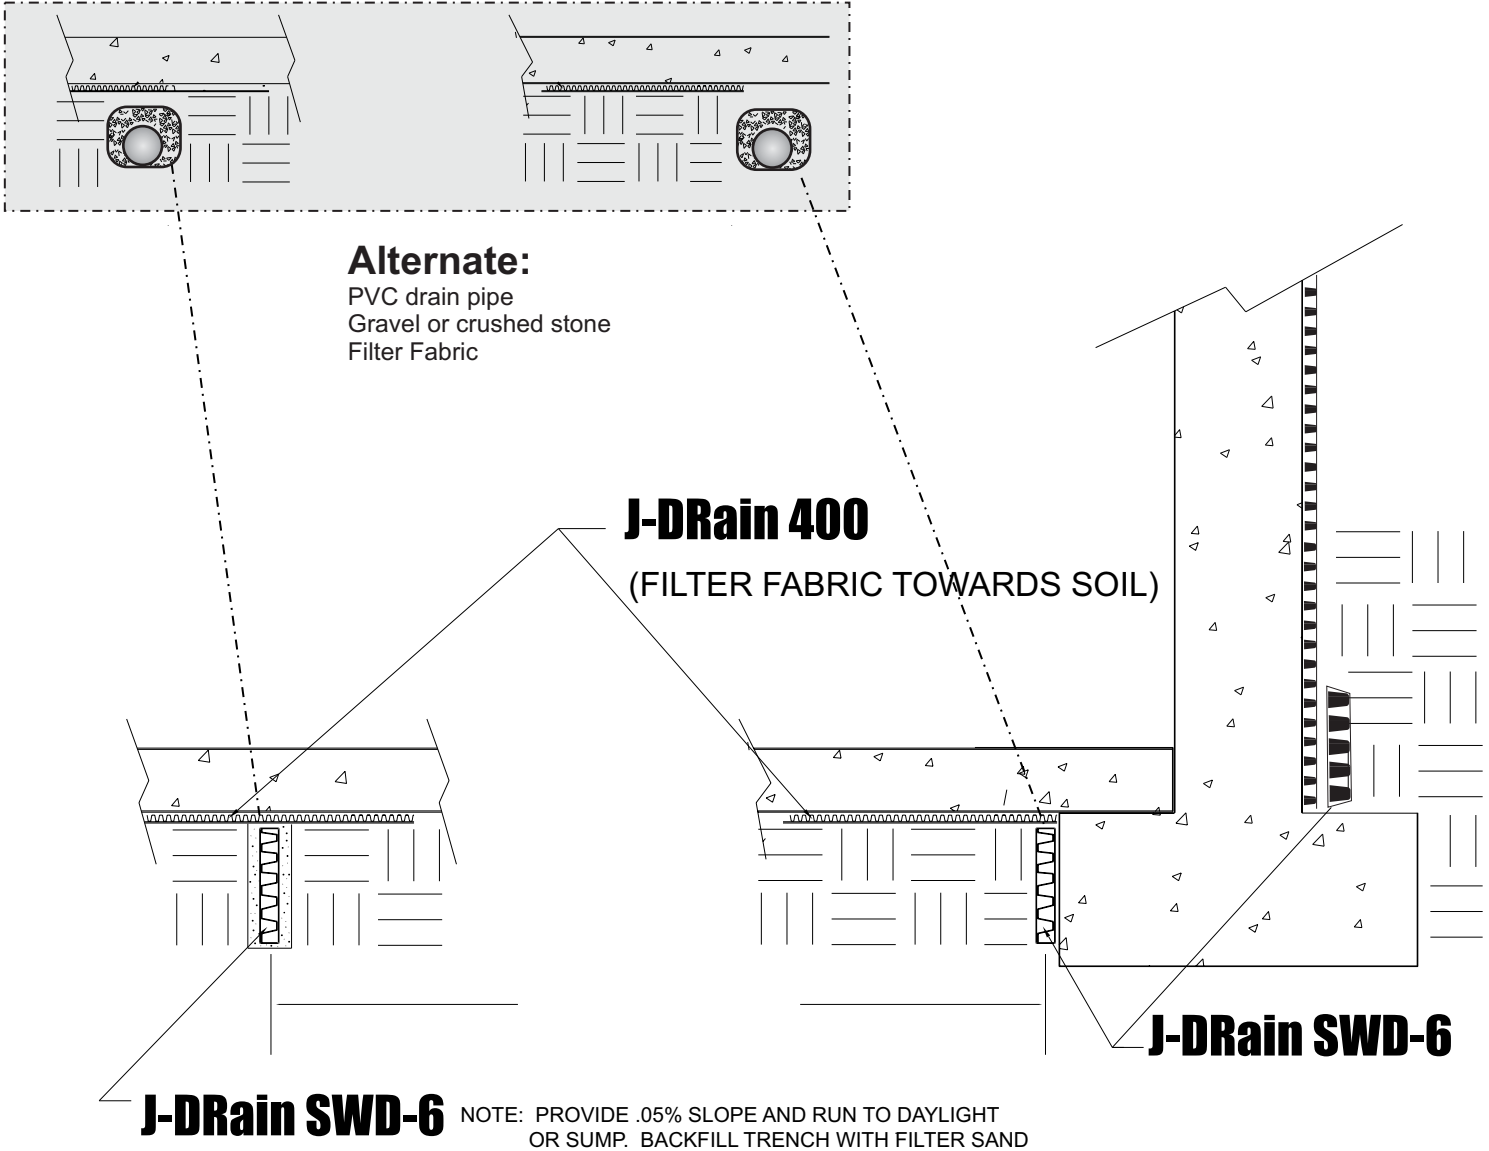 Alternate:
PVC drain pipe
Gravel or crushed stone
Filter Fabric
J-DRain 400
(FILTER FABRIC TOWARDS SOIL)
J-DRain SWD-6
J-DRain SWD-6
NOTE: PROVIDE .05% SLOPE AND RUN TO DAYLIGHT
OR SUMP. BACKFILL TRENCH WITH FILTER SAND